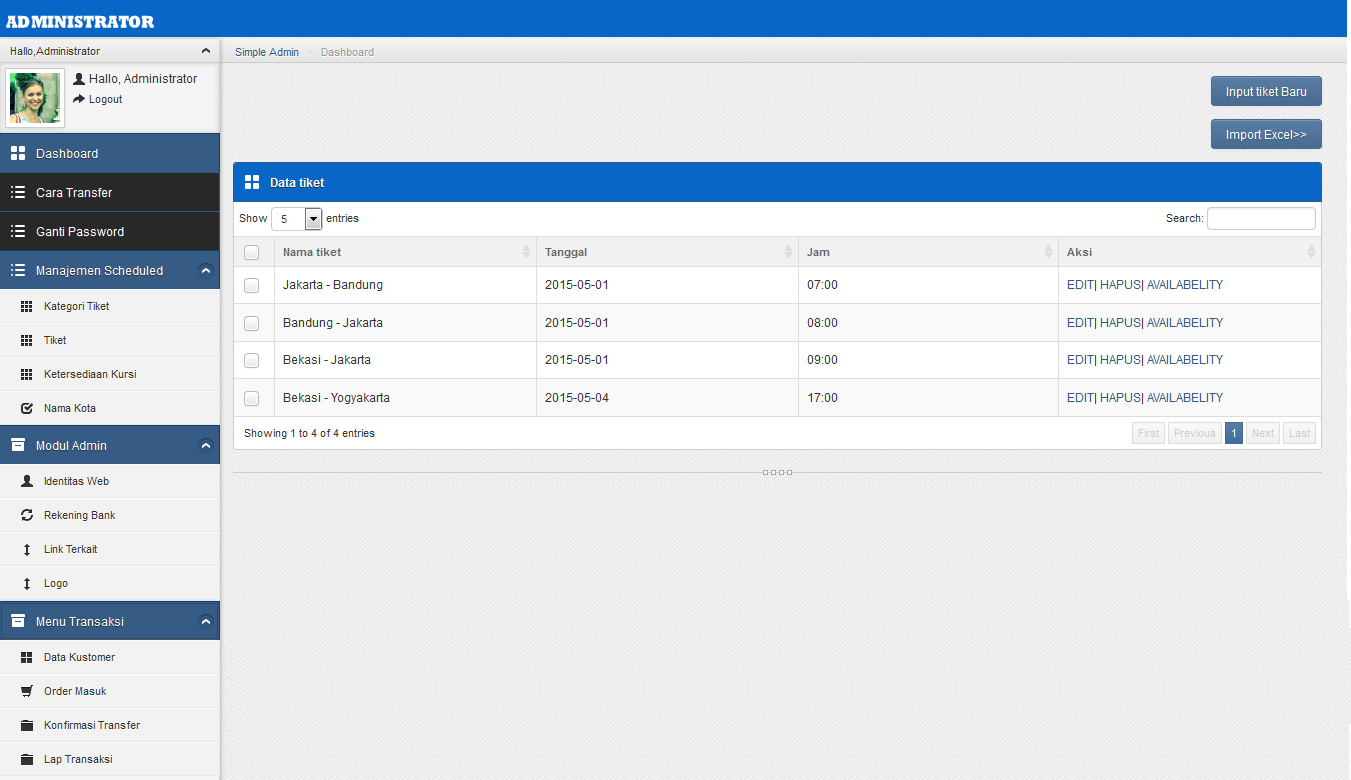 ADMINISTRATOR
Hallo,Administrator
Hallo, Administrator
Logout
Dashboard
Cara Transfer
Ganti Password
Manajemen Scheduled
Kategori Tiket
Tiket
Ketersediaan Kursi
Nama Kota
Modul Admin
Identitas Web
Rekening Bank
Link Terkait
Logo
Menu Transaksi
Data Kustomer
Order Masuk
Konfirmasi Transfer
Lap Transaksi
Simple Admin > Dashboard
Input tiket Baru
Import Excel>>
Data tiket
Show 5 entries Search:
Nama tiket Tanggal Jam Aksi
Jakarta - Bandung 2015-05-01 07:00 EDIT| HAPUS| AVAILABELITY
Bandung - Jakarta 2015-05-01 08:00 EDIT| HAPUS| AVAILABELITY
Bekasi - Jakarta 2015-05-01 09:00 EDIT| HAPUS| AVAILABELITY
Bekasi - Yogyakarta 2015-05-04 17:00 EDIT| HAPUS| AVAILABELITY
Showing 1 to 4 of 4 entries First Previous 1 Next Last